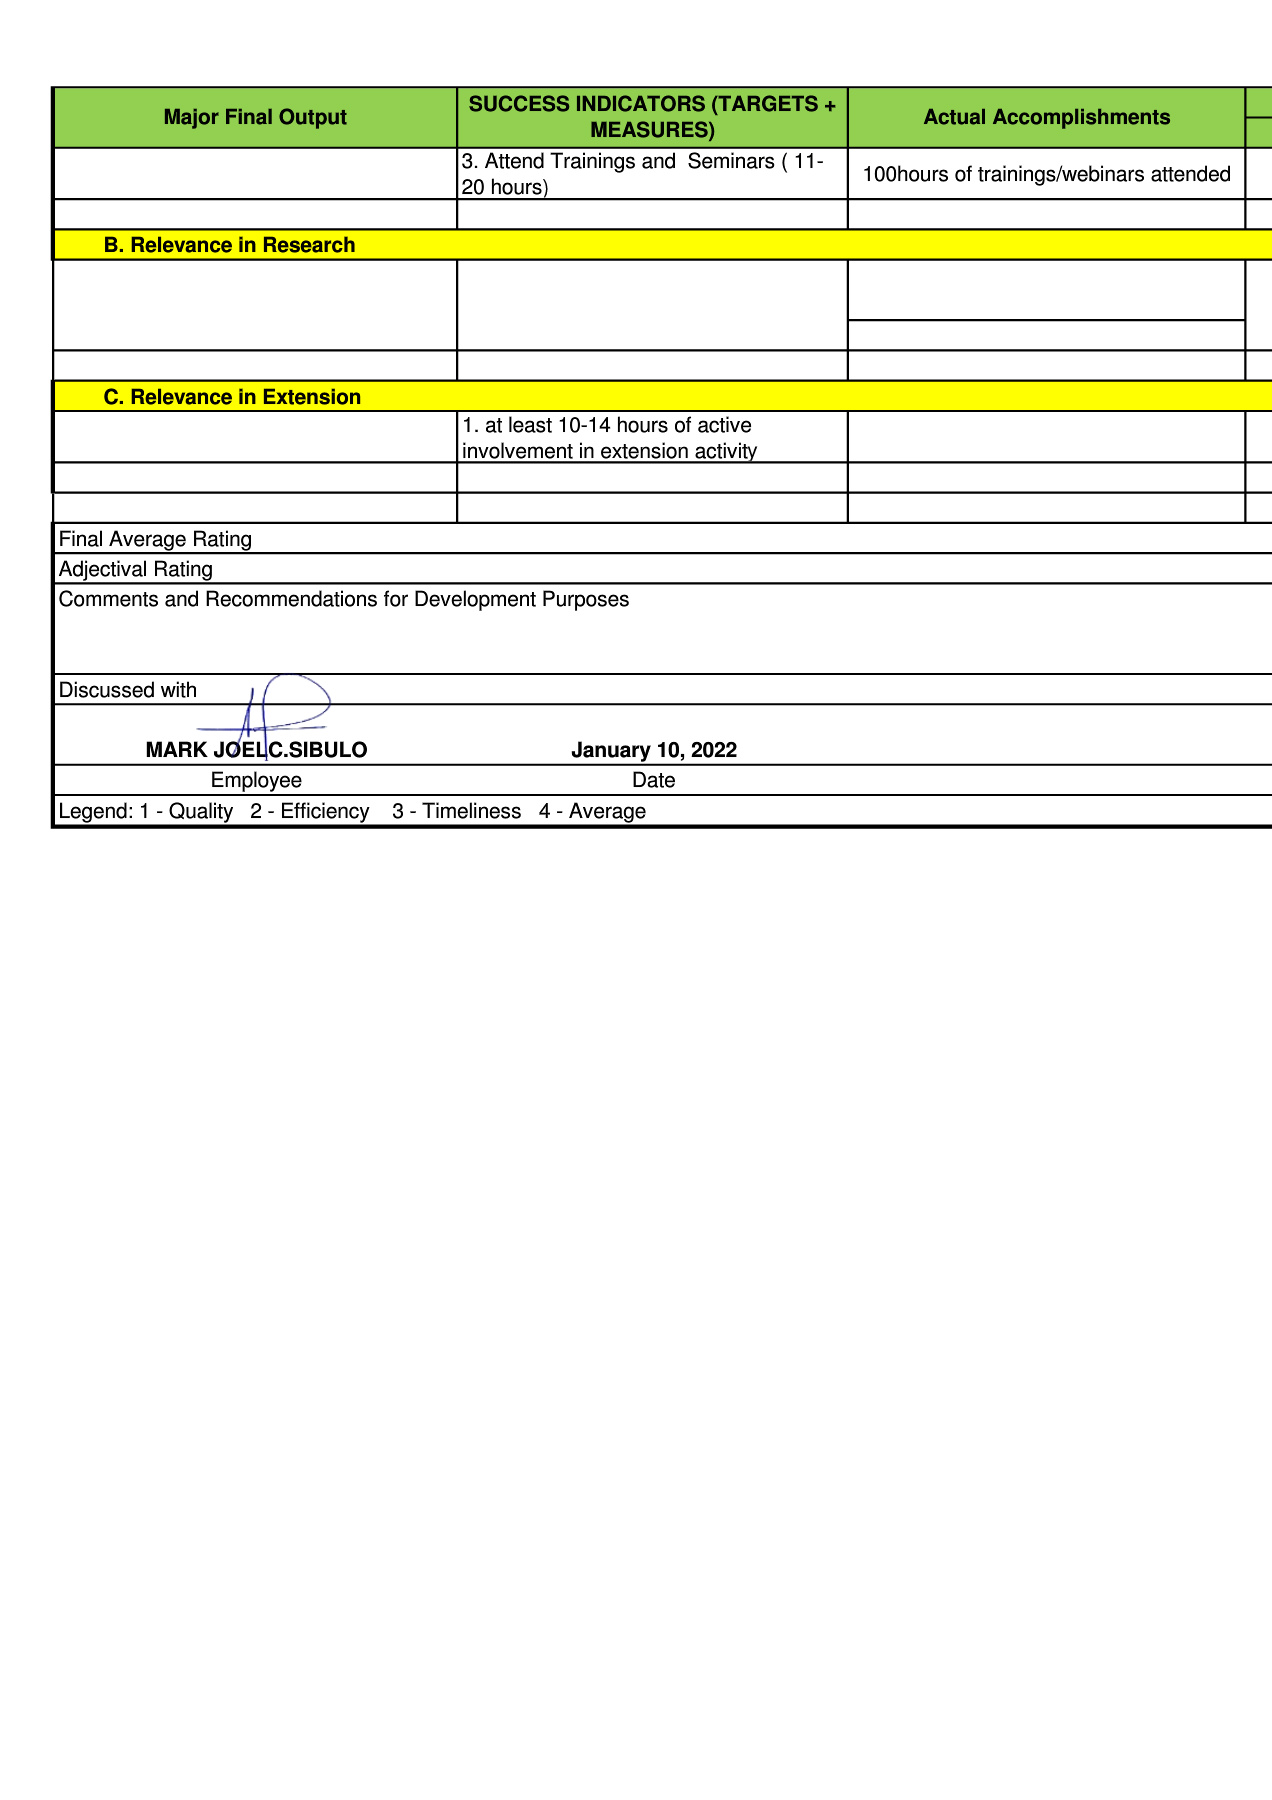 Major Final Output
SUCCESS INDICATORS (TARGETS +
MEASURES)
Actual Accomplishments
3. Attend Trainings and  Seminars ( 11-
20 hours)
100hours of trainings/webinars attended
B. Relevance in Research
C. Relevance in Extension
1. at least 10-14 hours of active
involvement in extension activity
Final Average Rating
Adjectival Rating
Comments and Recommendations for Development Purposes
Discussed with
MARK JOELC.SIBULO
January 10, 2022
Employee
Date
Legend: 1 - Quality   2 - Efficiency    3 - Timeliness   4 - Average